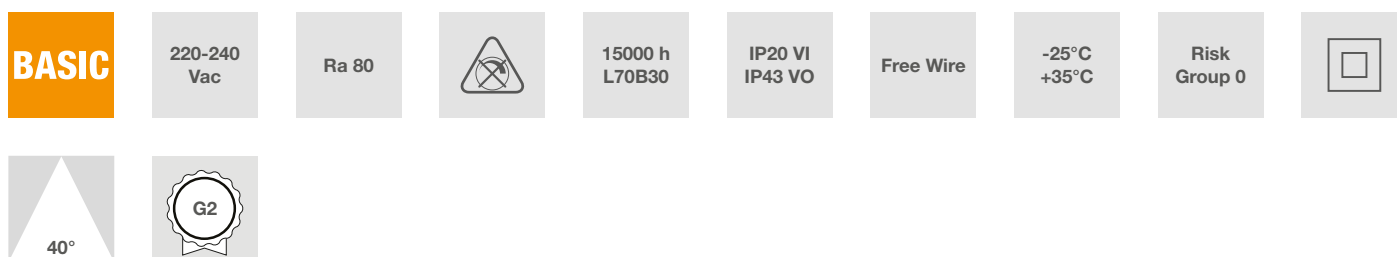 BASIC
220-240
Vac
Ra 80
15000 h
L70B30
IP20 VI
IP43 VO
Free Wire
-25°C
+35°C
Risk
Group 0
40°
G2